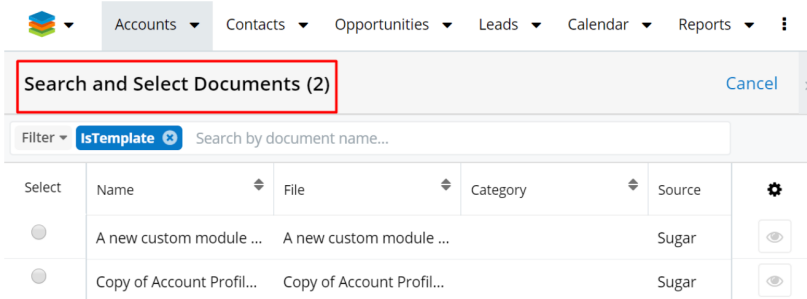 Accounts Contacts Opportunities Leads Calendar Reports
Search and Select Documents (2) Cancel
Filter IsTemplate Search by document name...
Select Name File Category Source
A new custom module ... A new custom module ... Sugar
Copy of Account Profil... Copy of Account Profil... Sugar